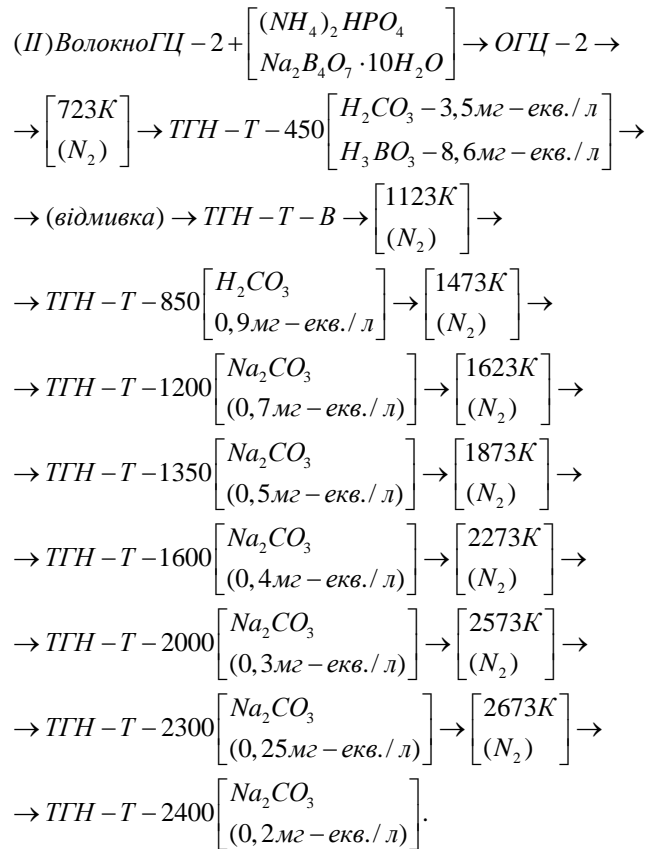 (II)ВолокноГЦ − 2 + [(NH₄)₂ HPO₄ / Na₂B₄O₇ · 10H₂O] → ОГЦ − 2 →
→ [723K / (N₂)] → ТГН − Т − 450 [H₂CO₃ − 3,5мг − екв./ л / H₃BO₃ − 8,6мг − екв./ л] →
→ (відмивка) → ТГН − Т − В → [1123K / (N₂)] →
→ ТГН − Т − 850 [H₂CO₃ / 0,9мг − екв./ л] → [1473K / (N₂)] →
→ ТГН − Т − 1200 [Na₂CO₃ / (0,7мг − екв./ л)] → [1623K / (N₂)] →
→ ТГН − Т − 1350 [Na₂CO₃ / (0,5мг − екв./ л)] → [1873K / (N₂)] →
→ ТГН − Т − 1600 [Na₂CO₃ / (0,4мг − екв./ л)] → [2273K / (N₂)] →
→ ТГН − Т − 2000 [Na₂CO₃ / (0,3мг − екв./ л)] → [2573K / (N₂)] →
→ ТГН − Т − 2300 [Na₂CO₃ / (0,25мг − екв./ л)] → [2673K / (N₂)] →
→ ТГН − Т − 2400 [Na₂CO₃ / (0,2мг − екв./ л)].